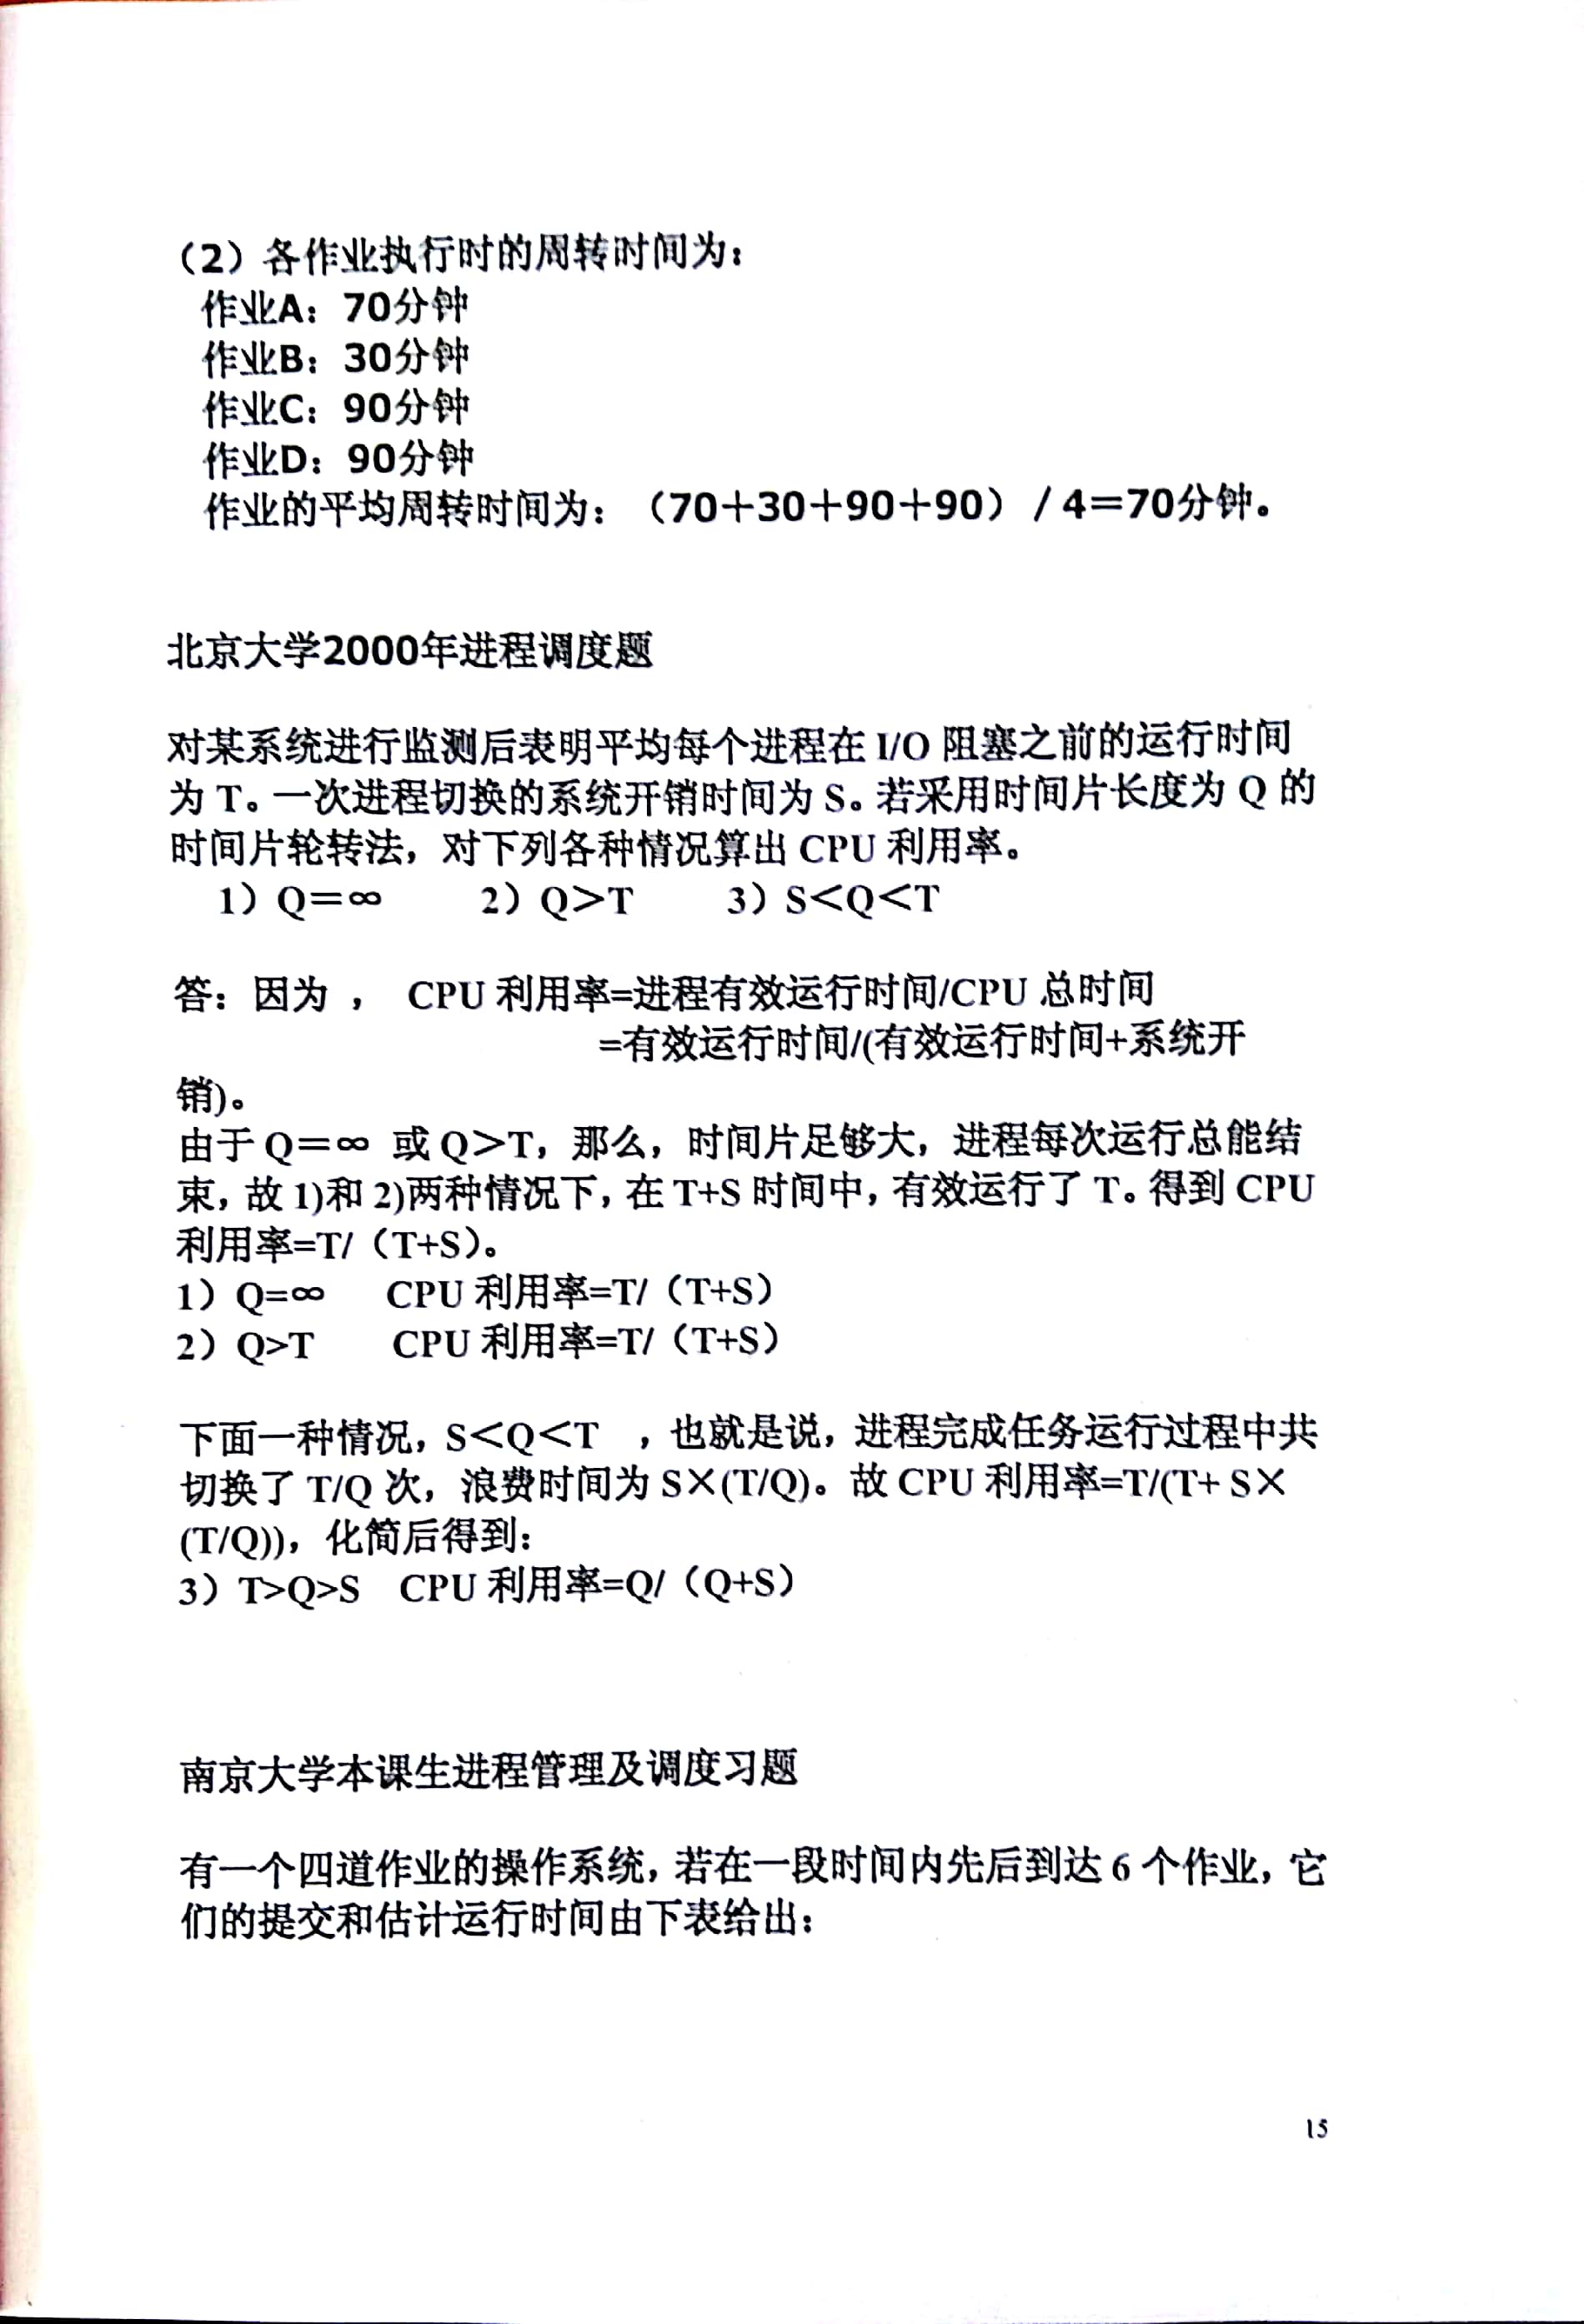 （2）各作业执行时的周转时间为：
作业A：70分钟
作业B：30分钟
作业C：90分钟
作业D：90分钟
作业的平均周转时间为：（70＋30＋90＋90）/4＝70分钟。
北京大学2000年进程调度题
对某系统进行监测后表明平均每个进程在 I/O 阻塞之前的运行时间
为 T。一次进程切换的系统开销时间为 S。若采用时间片长度为 Q 的
时间片轮转法，对下列各种情况算出 CPU 利用率。
1）Q＝∞ 2）Q＞T 3）S＜Q＜T
答：因为 ， CPU 利用率=进程有效运行时间/CPU 总时间
=有效运行时间/(有效运行时间+系统开
销)。
由于 Q＝∞ 或 Q＞T，那么，时间片足够大，进程每次运行总能结
束，故 1)和 2)两种情况下，在 T+S 时间中，有效运行了 T。得到 CPU
利用率=T/（T+S）。
1）Q=∞ CPU 利用率=T/（T+S）
2）Q>T CPU 利用率=T/（T+S）
下面一种情况，S＜Q＜T ，也就是说，进程完成任务运行过程中共
切换了 T/Q 次，浪费时间为 S×(T/Q)。故 CPU 利用率=T/(T+ S×
(T/Q))，化简后得到：
3）T>Q>S CPU 利用率=Q/（Q+S）
南京大学本课生进程管理及调度习题
有一个四道作业的操作系统，若在一段时间内先后到达 6 个作业，它
们的提交和估计运行时间由下表给出：
15